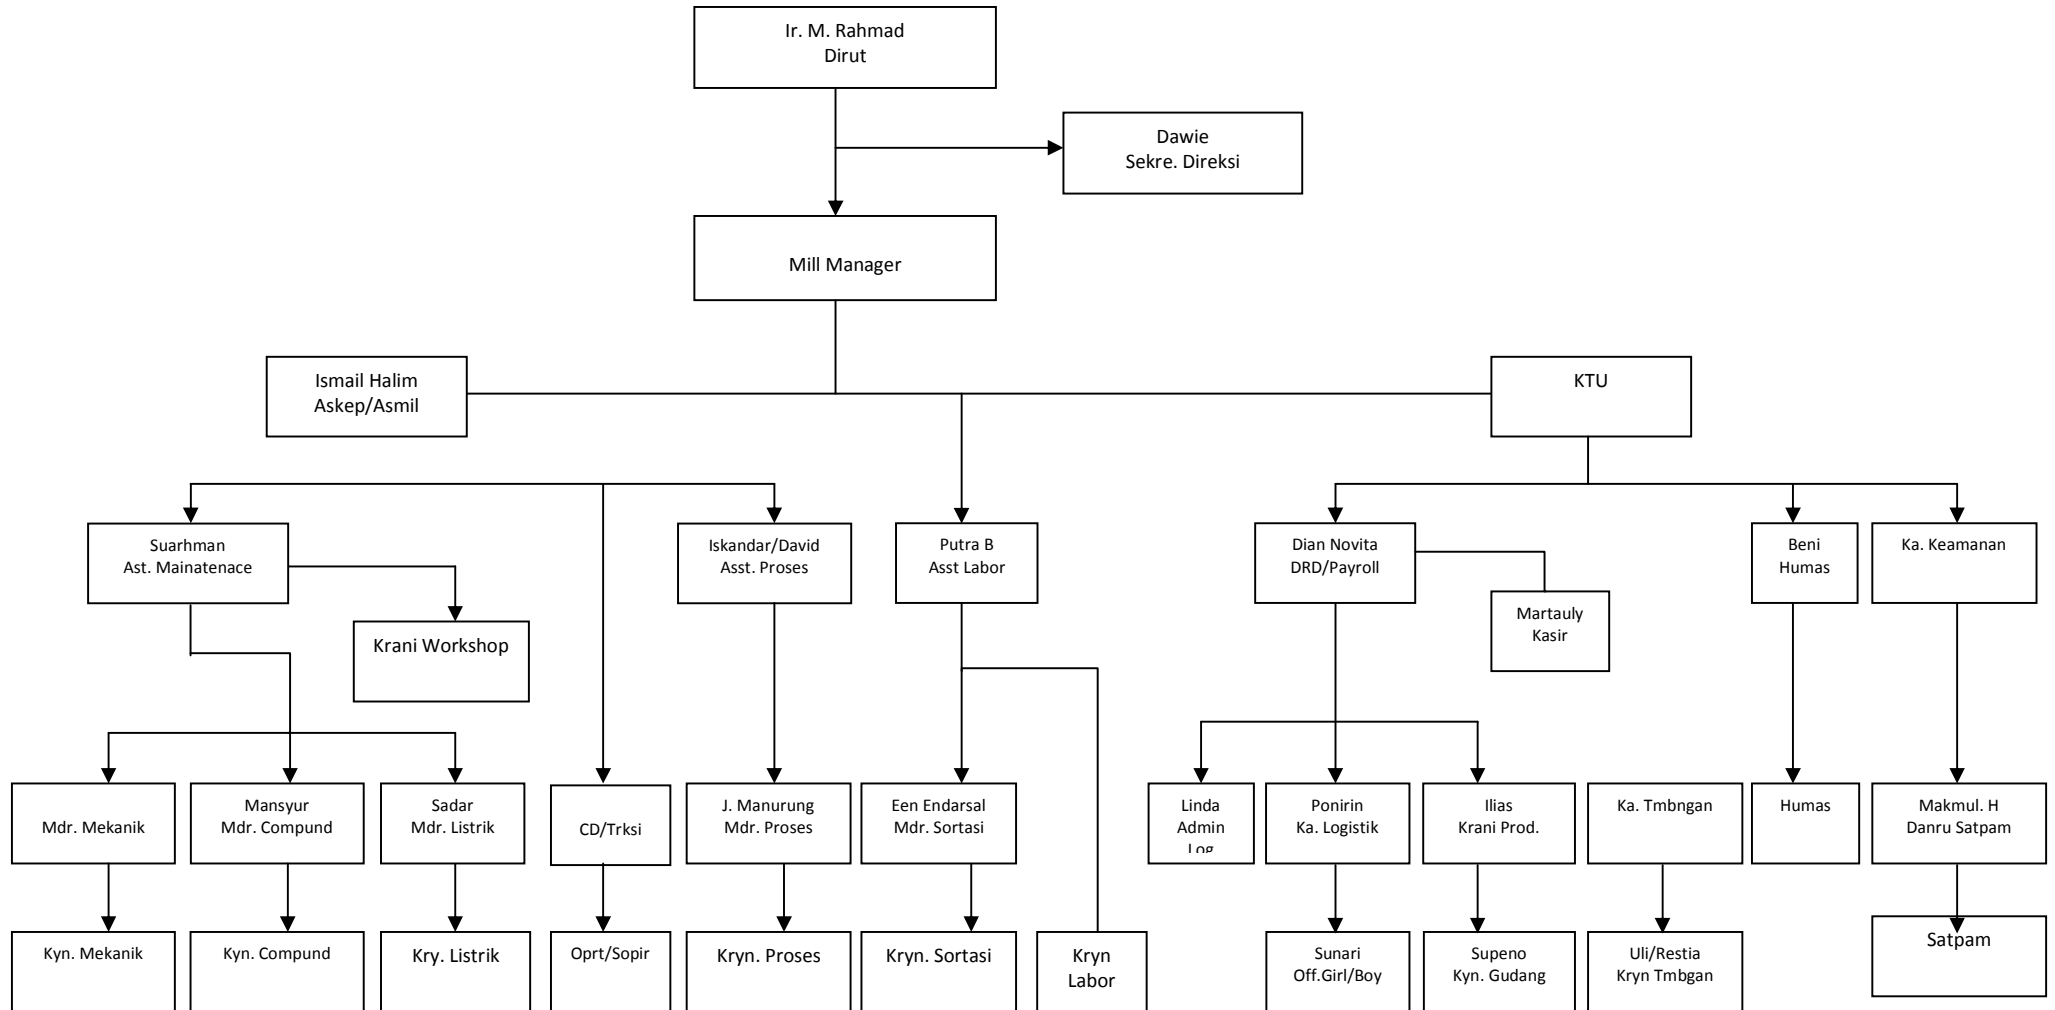 Ir. M. Rahmad
Dirut
Dawie
Sekre. Direksi
Mill Manager
Ismail Halim
Askep/Asmil
KTU
Suarhman
Ast. Mainatenace
Iskandar/David
Asst. Proses
Putra B
Asst Labor
Dian Novita
DRD/Payroll
Beni
Humas
Ka. Keamanan
Martauly
Kasir
Krani Workshop
Mdr. Mekanik
Mansyur
Mdr. Compund
Sadar
Mdr. Listrik
CD/Trksi
J. Manurung
Mdr. Proses
Een Endarsal
Mdr. Sortasi
Linda
Admin
Log
Ponirin
Ka. Logistik
Ilias
Krani Prod.
Ka. Tmbngan
Humas
Makmul. H
Danru Satpam
Kyn. Mekanik
Kyn. Compund
Kry. Listrik
Oprt/Sopir
Kryn. Proses
Kryn. Sortasi
Kryn
Labor
Sunari
Off.Girl/Boy
Supeno
Kyn. Gudang
Uli/Restia
Kryn Tmbgan
Satpam